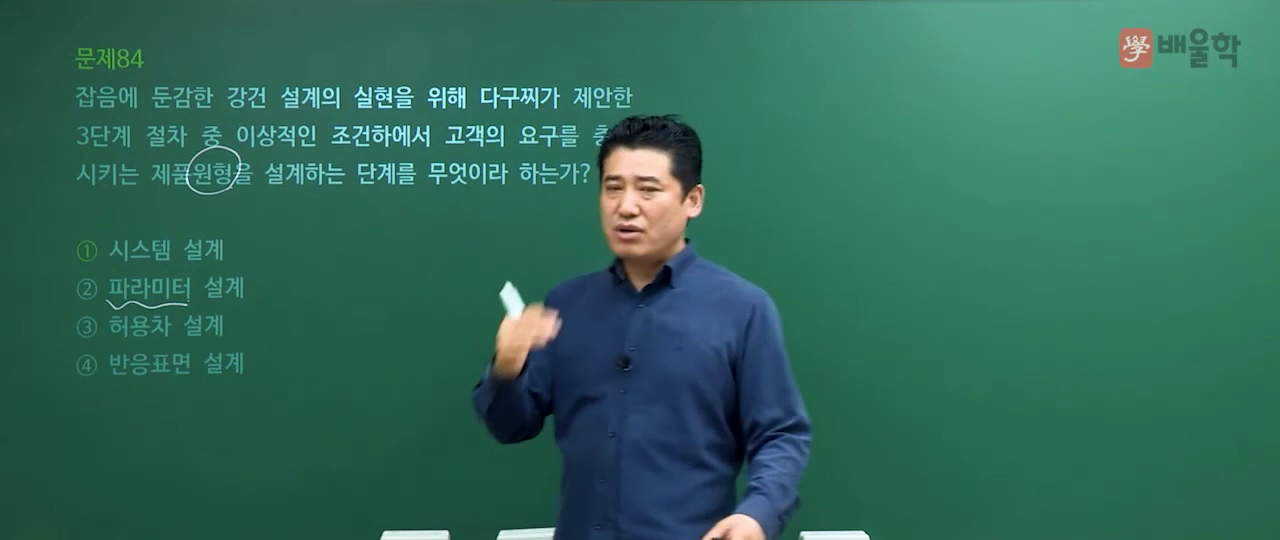 學 배울학
문제84
잡음에 둔감한 강건 설계의 실현을 위해 다구찌가 제안한
3단계 절차 중 이상적인 조건하에서 고객의 요구를
시키는 제품원형을 설계하는 단계를 무엇이라 하는가?
① 시스템 설계
② 파라미터 설계
③ 허용차 설계
④ 반응표면 설계